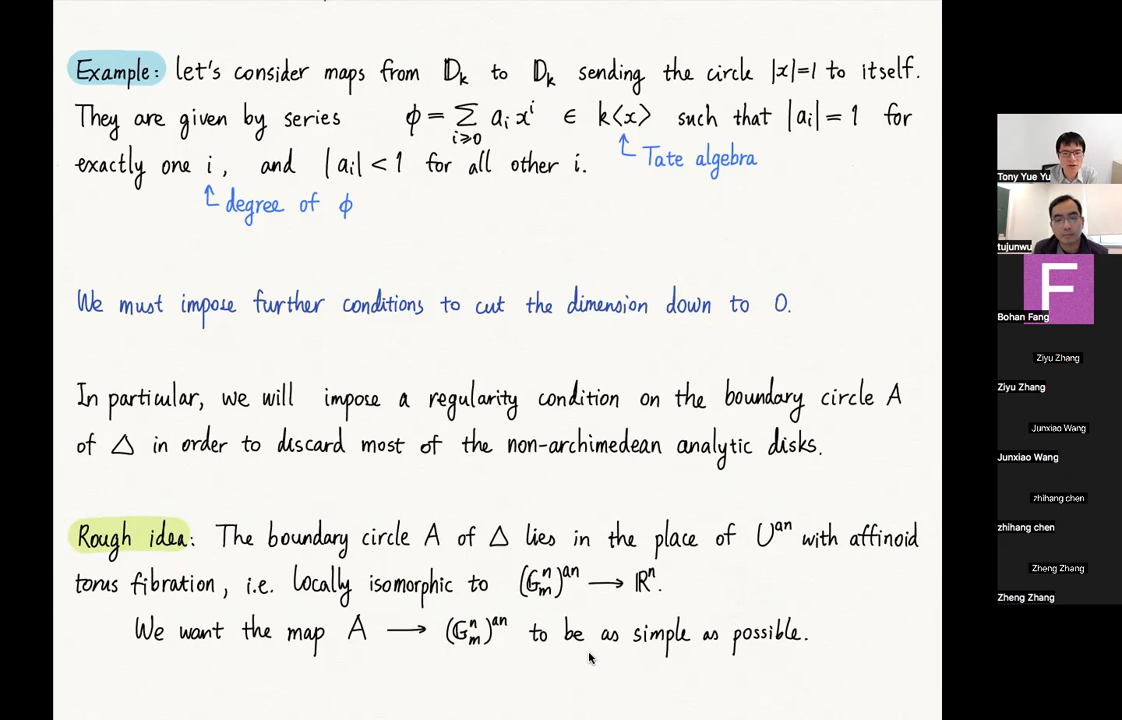 Example: let's consider maps from 𝔻k to 𝔻k sending the circle |x|=1 to itself.
They are given by series ϕ = Σ i≥0 aᵢ xⁱ ∈ k⟨x⟩ such that |aᵢ| = 1 for
exactly one i, and |aᵢ| < 1 for all other i.
↑ Tate algebra
↑ degree of ϕ
We must impose further conditions to cut the dimension down to 0.
In particular, we will impose a regularity condition on the boundary circle A
of Δ in order to discard most of the non-archimedean analytic disks.
Rough idea: The boundary circle A of Δ lies in the place of Uᵃⁿ with affinoid
torus fibration, i.e. locally isomorphic to (𝔾ₘⁿ)ᵃⁿ ⟶ ℝⁿ.
We want the map A ⟶ (𝔾ₘⁿ)ᵃⁿ to be as simple as possible.
Tony Yue Yu
tujunwu
F
Bohan Fang
Ziyu Zhang
Ziyu Zhang
Junxiao Wang
Junxiao Wang
zhihang chen
zhihang chen
Zheng Zhang
Zheng Zhang